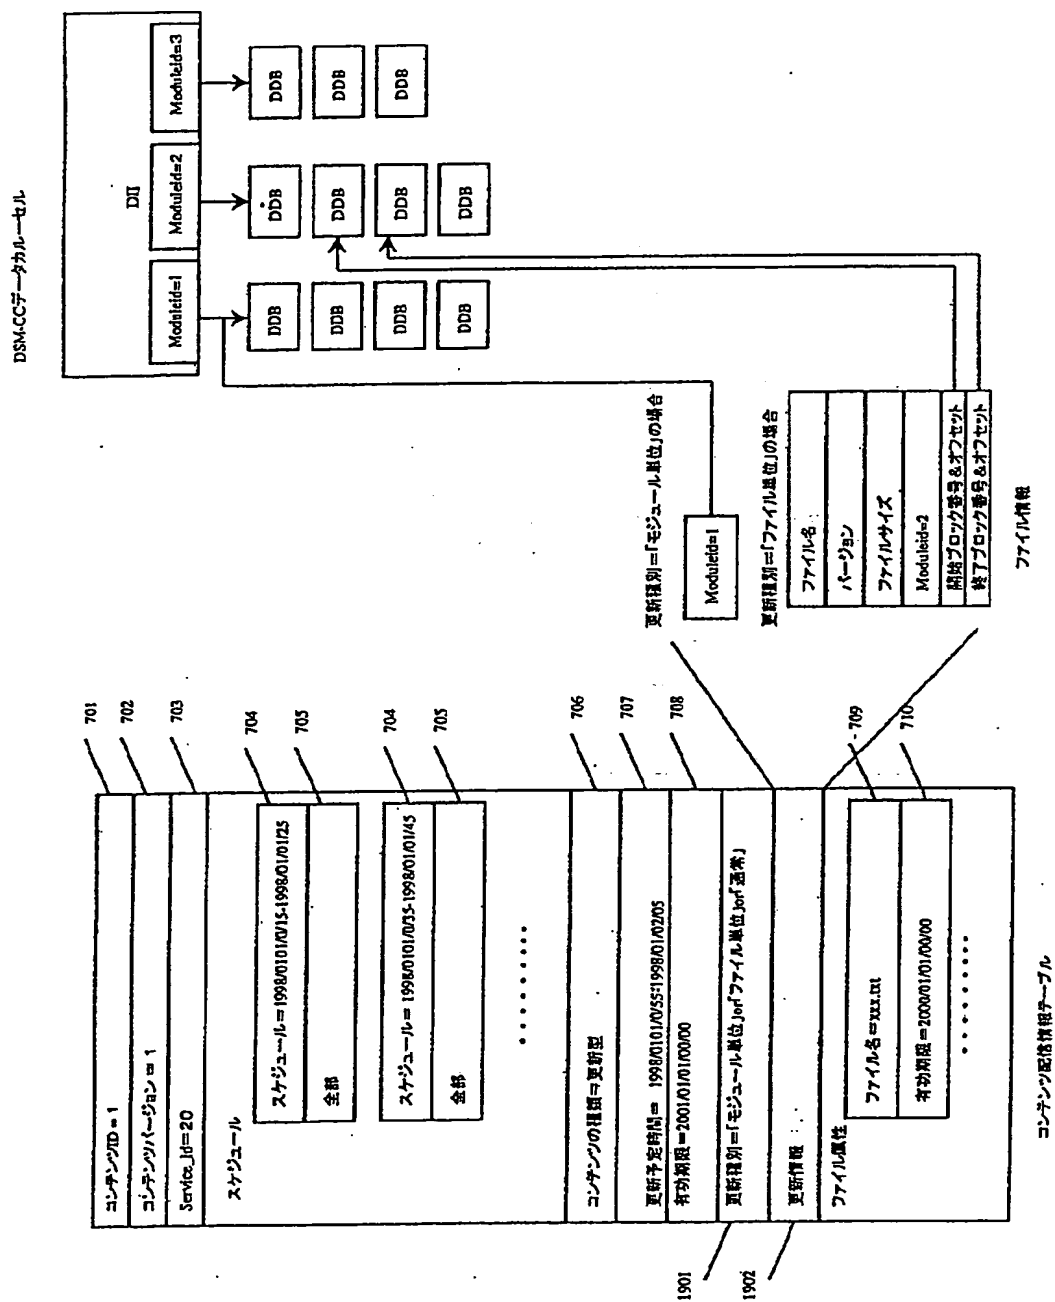 DSM-CCデータカルーセル
DII
ModuleId=1
ModuleId=2
ModuleId=3
DDB
DDB
DDB
DDB
DDB
DDB
DDB
DDB
DDB
DDB
DDB
更新種別=「モジュール単位」の場合
ModuleId=1
更新種別=「ファイル単位」の場合
ファイル名
バージョン
ファイルサイズ
ModuleId=2
開始ブロック番号&オフセット
終了ブロック番号&オフセット
ファイル情報
701
702
703
704
705
704
705
706
707
708
709
710
コンテンツID = 1
コンテンツバージョン = 1
Service_Id=20
スケジュール
スケジュール=1998/0101/0/15-1998/01/01/25
全部
スケジュール= 1998/0101/0/35-1998/01/01/45
全部
・・・・・・・・・
コンテンツの種類=更新型
更新予定時間= 1998/0101/0/55-1998/01/02/05
有効期限=2001/01/01/00/00
更新種別=「モジュール単位」or「ファイル単位」or「通常」
更新情報
ファイル属性
ファイル名=xxx.txt
有効期限=2000/01/01/00/00
・・・・・・・・・
1901
1902
コンテンツ配信情報テーブル